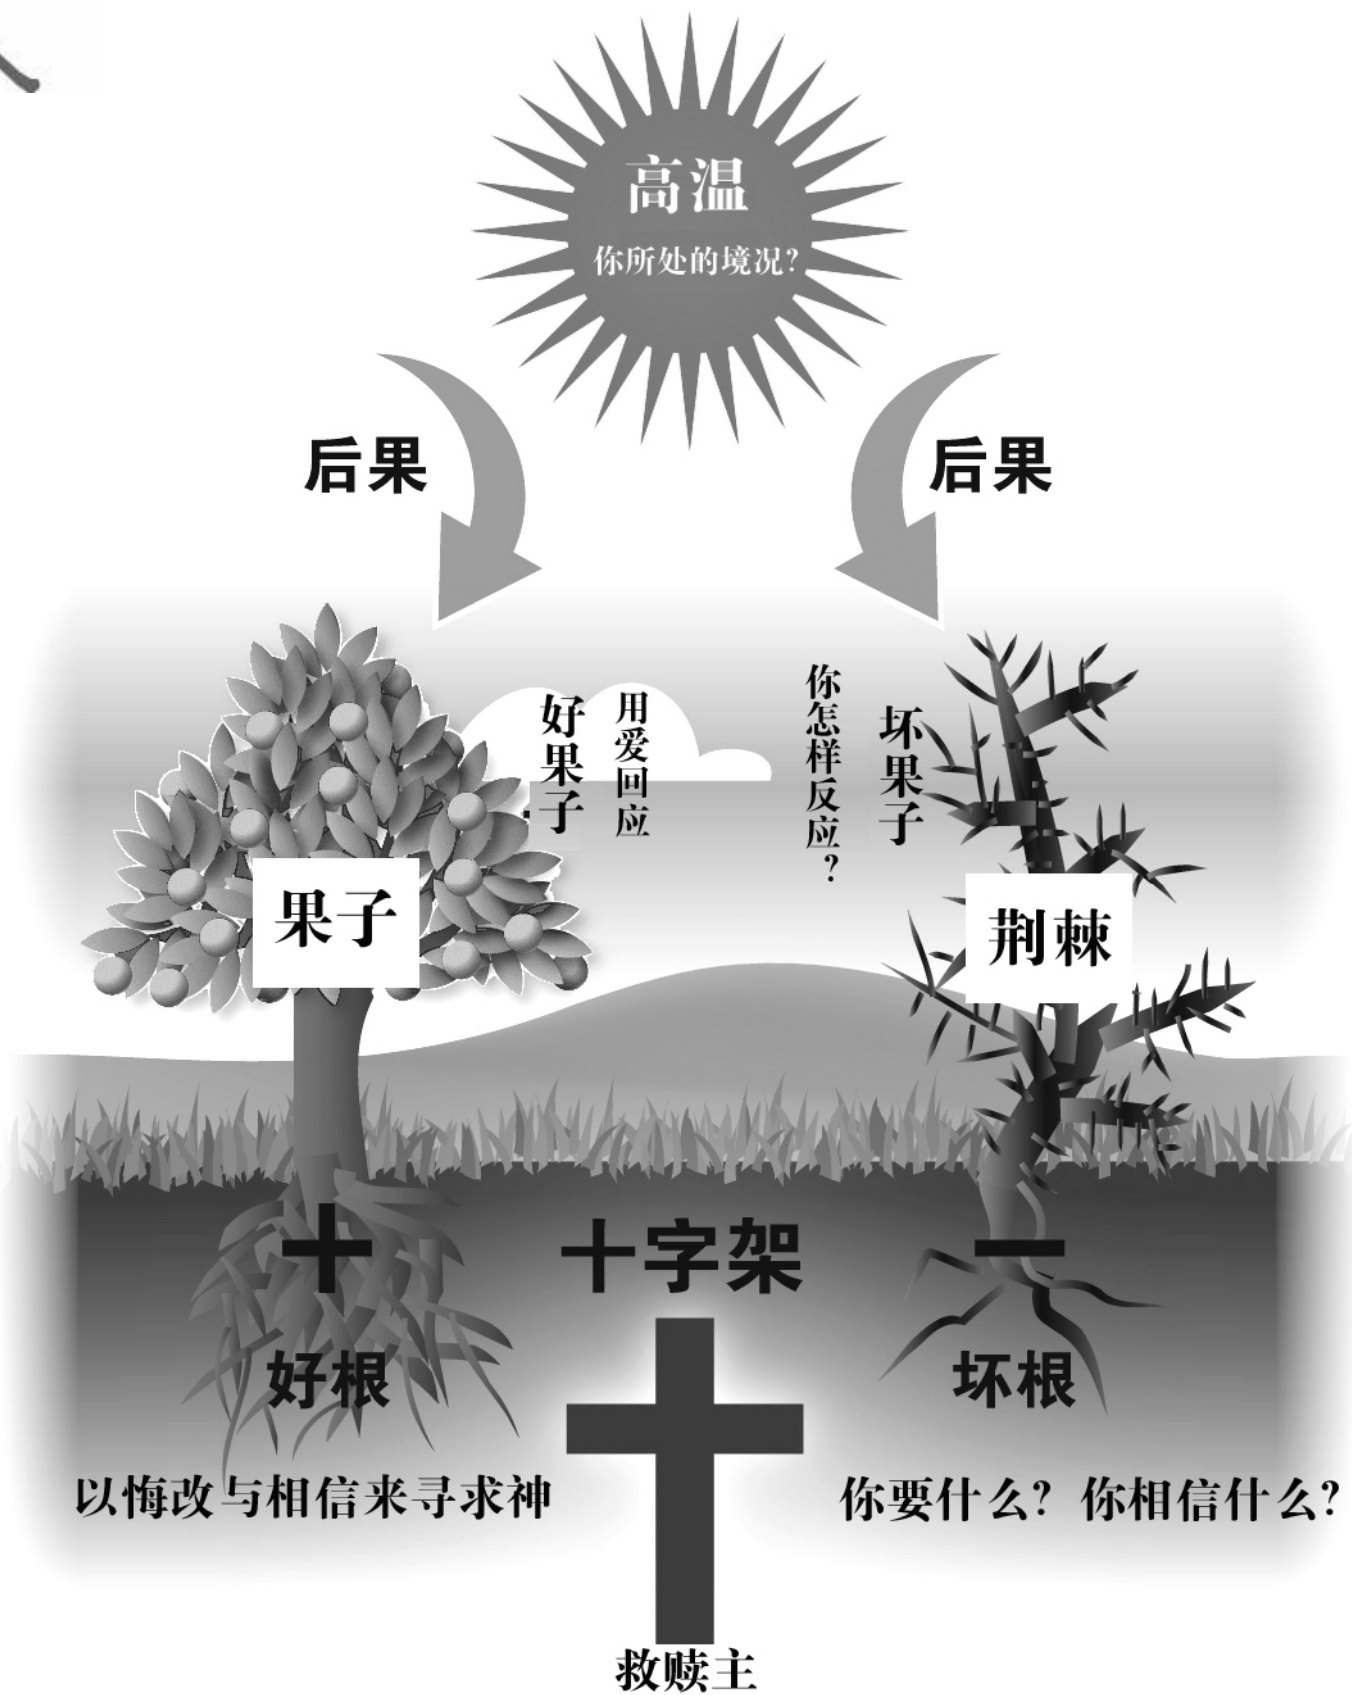 高温
你所处的境况？
后果
后果
好果子
用爱回应
你怎样反应？
坏果子
果子
荆棘
十字架
好根
坏根
以悔改与相信来寻求神
你要什么？你相信什么？
救赎主